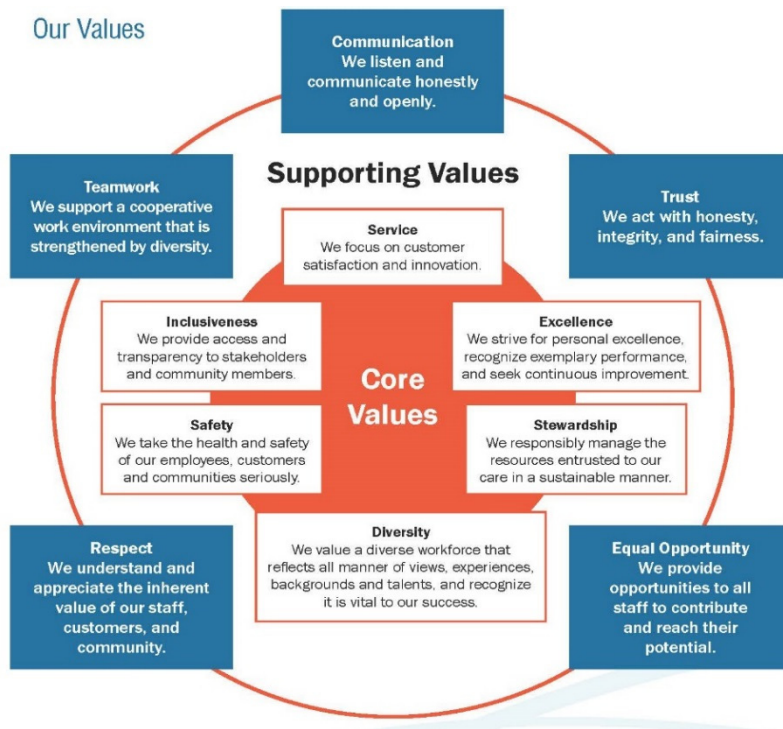 Our Values
Communication
We listen and
communicate honestly
and openly.
Teamwork
We support a cooperative
work environment that is
strengthened by diversity.
Supporting Values
Trust
We act with honesty,
integrity, and fairness.
Service
We focus on customer
satisfaction and innovation.
Inclusiveness
We provide access and
transparency to stakeholders
and community members.
Excellence
We strive for personal excellence,
recognize exemplary performance,
and seek continuous improvement.
Core
Values
Safety
We take the health and safety
of our employees, customers
and communities seriously.
Stewardship
We responsibly manage the
resources entrusted to our
care in a sustainable manner.
Diversity
We value a diverse workforce that
reflects all manner of views, experiences,
backgrounds and talents, and recognize
it is vital to our success.
Respect
We understand and
appreciate the inherent
value of our staff,
customers, and
community.
Equal Opportunity
We provide
opportunities to all
staff to contribute
and reach their
potential.